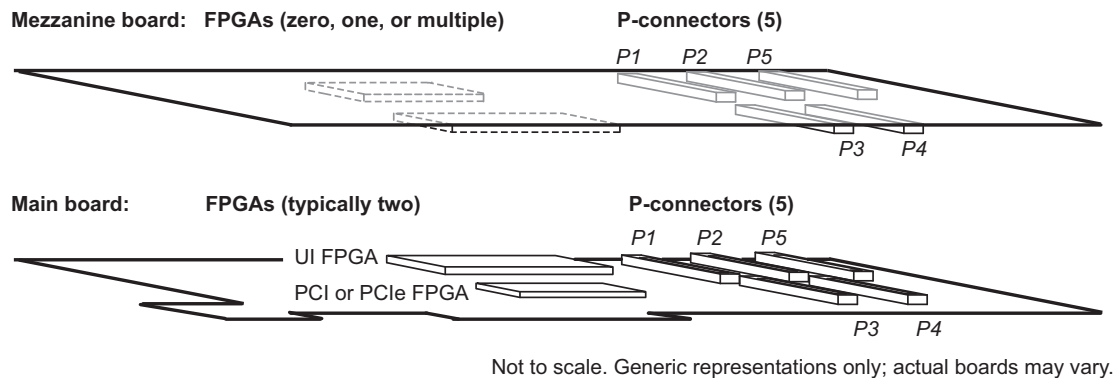 Mezzanine board: FPGAs (zero, one, or multiple) P-connectors (5)
P1 P2 P5
P3 P4
Main board: FPGAs (typically two) P-connectors (5)
P1 P2 P5
UI FPGA
PCI or PCIe FPGA
P3 P4
Not to scale. Generic representations only; actual boards may vary.